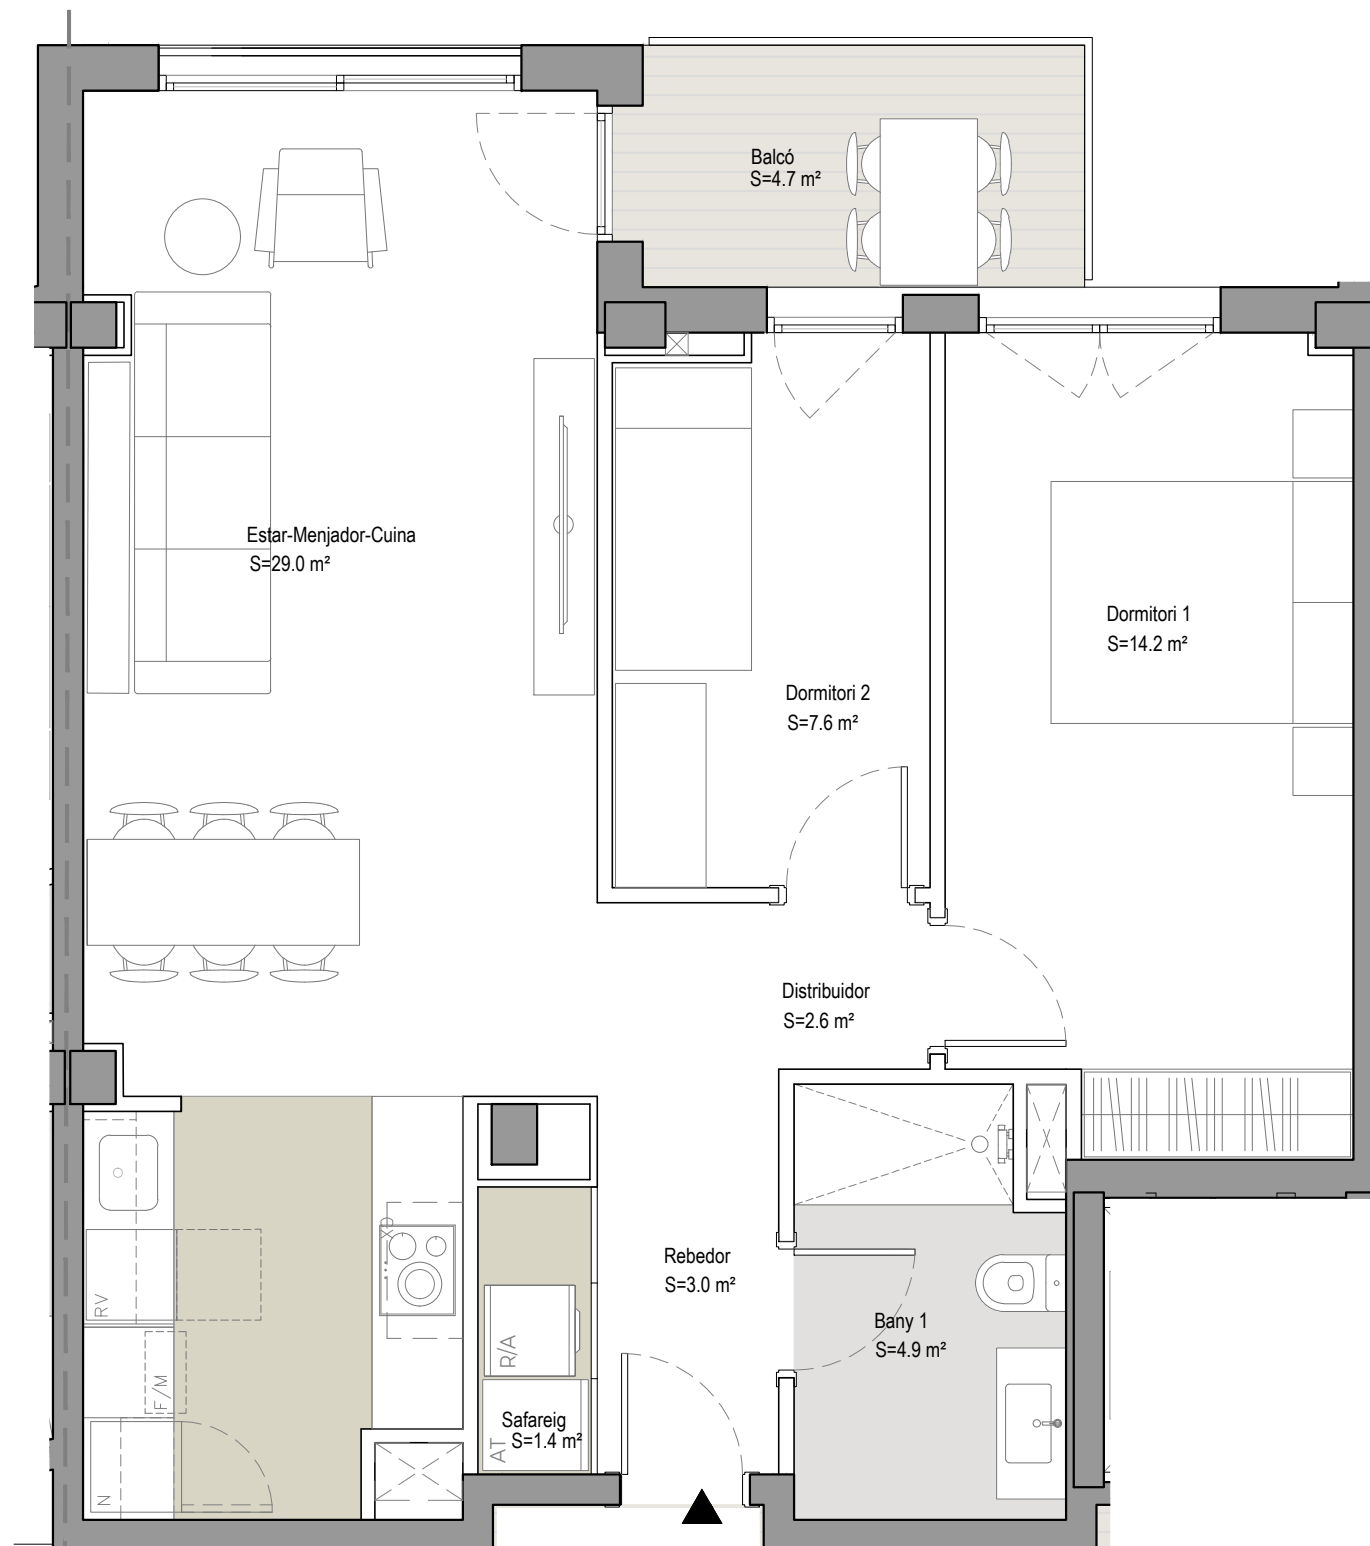 Balcó
S=4.7 m²
Estar-Menjador-Cuina
S=29.0 m²
Dormitori 1
S=14.2 m²
Dormitori 2
S=7.6 m²
Distribuidor
S=2.6 m²
Rebedor
S=3.0 m²
Bany 1
S=4.9 m²
Safareig
S=1.4 m²
XP
RV
R/A
F/M
AT
N